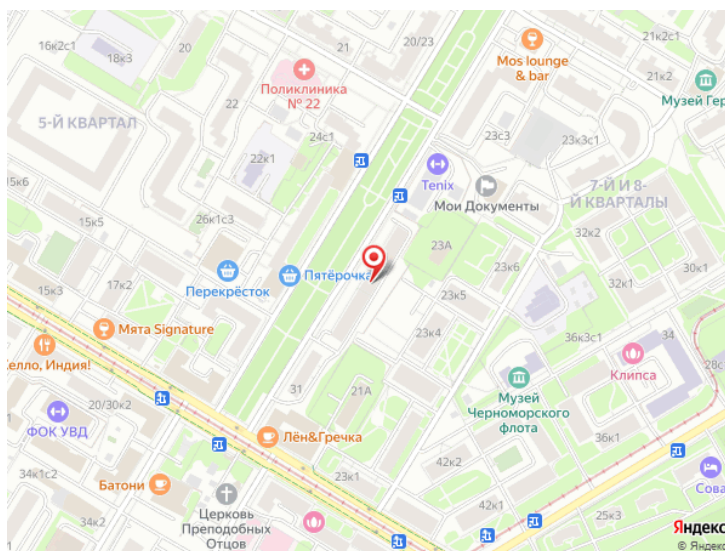 16к2с1
18к3
20
21
20/23
Mos lounge
& bar
21к2с1
21к2
Музей Гер
Поликлиника
№ 22
5-Й КВАРТАЛ
22
24с1
23с3
23к3с1
22к1
Tenix
Мои Документы
7-Й И 8-
Й КВАРТАЛЫ
15к6
15к5
26к1с3
23А
32к2
23к6
32к1
30к1
Перекрёсток
Пятёрочка
15к3
17к2
23к5
Мята Signature
23к4
36к3с1
34
28с
елло, Индия!
Клипса
31
21А
Музей
Черноморского
флота
20/30к2
ФОК УВД
Лён&Гречка
36к1
42к2
34к1с2
Батони
23к1
Сова
42к1
25к3
34к2
Церковь
Преподобных
Отцов
Яндекс
© Яндекс